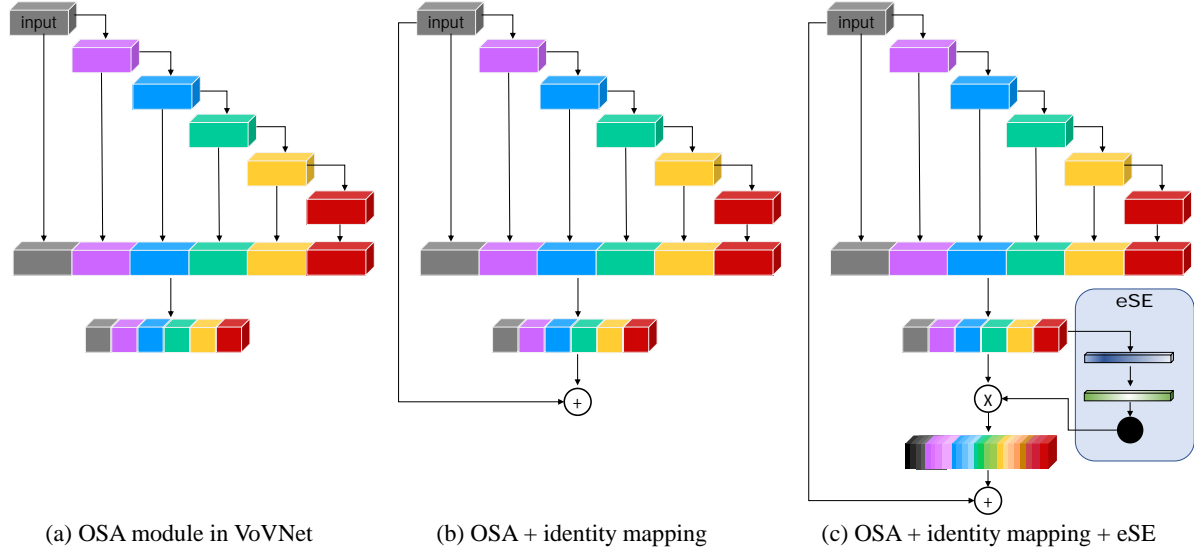 input
input
input
eSE
X
+
+
(a) OSA module in VoVNet
(b) OSA + identity mapping
(c) OSA + identity mapping + eSE